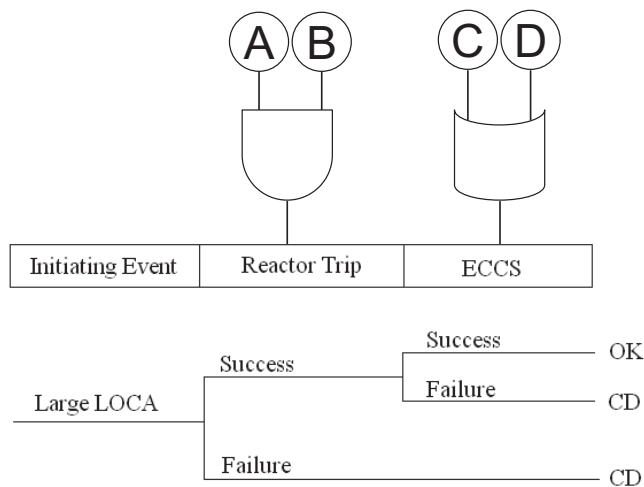 A B C D
Initiating Event Reactor Trip ECCS
Success OK
Success
Failure CD
Large LOCA
Failure CD